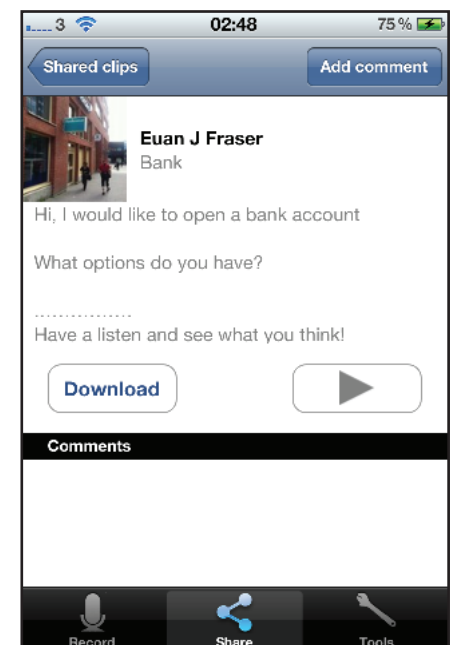 3 02:48 75 %
Shared clips Add comment
Euan J Fraser
Bank
Hi, I would like to open a bank account
What options do you have?
................
Have a listen and see what you think!
Download
Comments
Record Share Tools